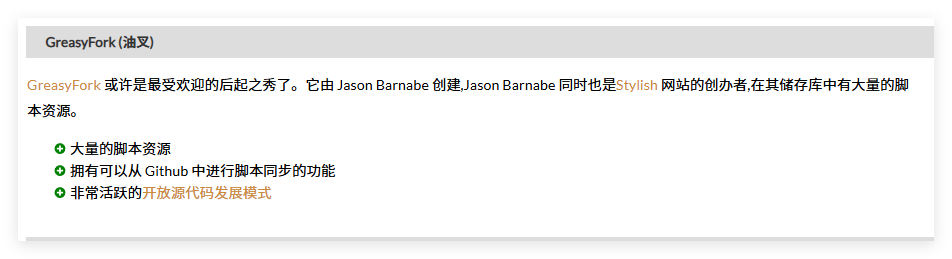 GreasyFork (油叉)
GreasyFork 或许是最受欢迎的后起之秀了。它由 Jason Barnabe 创建,Jason Barnabe 同时也是Stylish 网站的创办者,在其储存库中有大量的脚
本资源。
大量的脚本资源
拥有可以从 Github 中进行脚本同步的功能
非常活跃的开放源代码发展模式